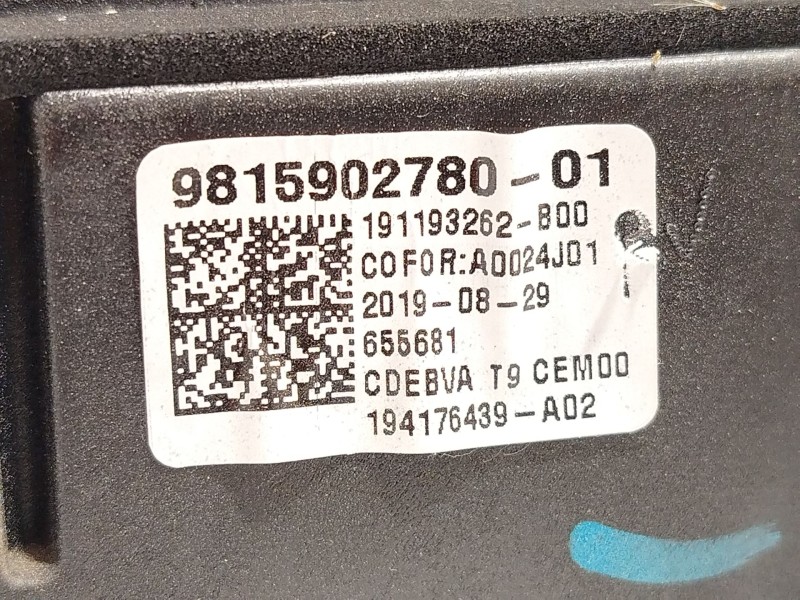 9815902780-01
191193262-B00
COFOR:A0024J01
2019-08-29
655681
CDEBVA T9 CEM00
194176439-A02